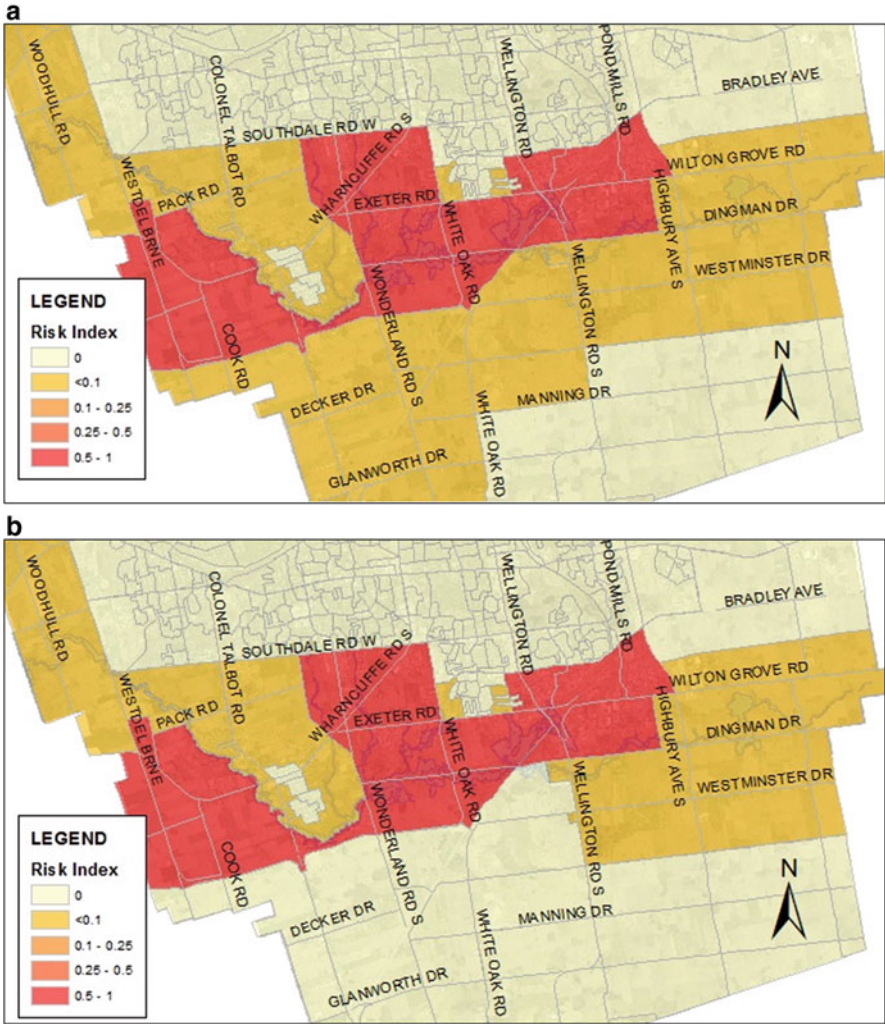 a
WOODHULL RD
COLONEL TALBOT RD
SOUTHDALE RD W
WHARNCLIFFE RD S
WELLINGTON RD
POND MILLS RD
BRADLEY AVE
WESTDEL BRNE
PACK RD
EXETER RD
WILTON GROVE RD
HIGHBURY AVE S
DINGMAN DR
WHITE OAK RD
WELLINGTON RD S
WESTMINSTER DR
WONDERLAND RD S
COOK RD
DECKER DR
MANNING DR
WHITE OAK RD
GLANWORTH DR
N
LEGEND
Risk Index
0
<0.1
0.1 - 0.25
0.25 - 0.5
0.5 - 1
b
WOODHULL RD
COLONEL TALBOT RD
SOUTHDALE RD W
WHARNCLIFFE RD S
WELLINGTON RD
POND MILLS RD
BRADLEY AVE
WESTDEL BRNE
PACK RD
EXETER RD
WILTON GROVE RD
HIGHBURY AVE S
DINGMAN DR
WHITE OAK RD
WELLINGTON RD S
WESTMINSTER DR
WONDERLAND RD S
COOK RD
DECKER DR
MANNING DR
WHITE OAK RD
GLANWORTH DR
N
LEGEND
Risk Index
0
<0.1
0.1 - 0.25
0.25 - 0.5
0.5 - 1